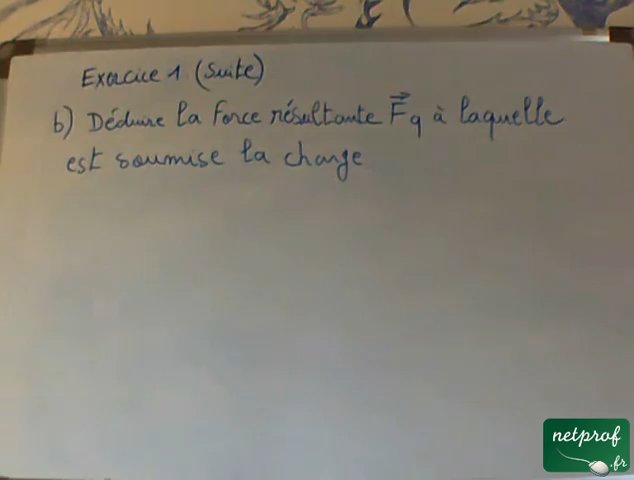 Exercice 1 (Suite)
b) Déduire la force résultante F⃗q à laquelle
est soumise la charge
netprof
.fr